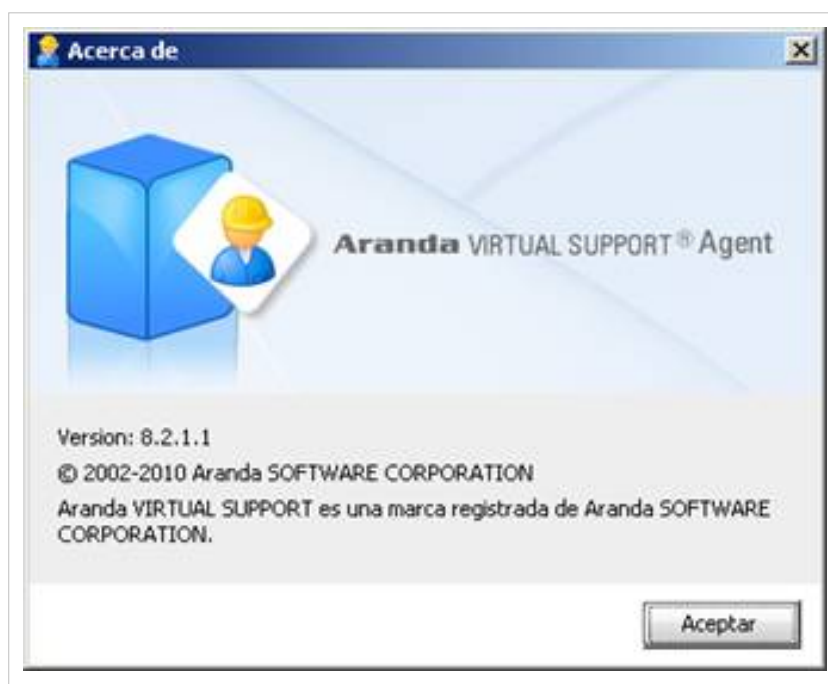 Acerca de
Aranda VIRTUAL SUPPORT ® Agent
Version: 8.2.1.1
© 2002-2010 Aranda SOFTWARE CORPORATION
Aranda VIRTUAL SUPPORT es una marca registrada de Aranda SOFTWARE
CORPORATION.
Aceptar